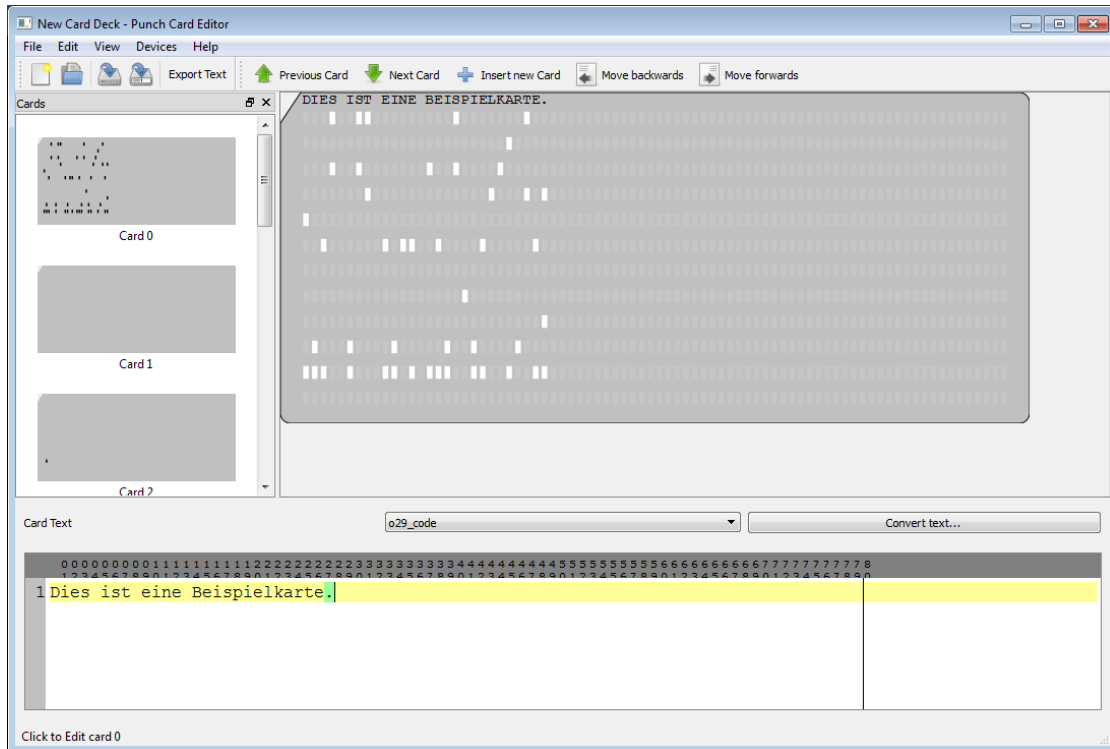 New Card Deck - Punch Card Editor
File Edit View Devices Help
Export Text Previous Card Next Card Insert new Card Move backwards Move forwards
Cards
Card 0
Card 1
Card 2
DIES IST EINE BEISPIELKARTE.
Card Text o29_code Convert text...
00000000011111111112222222222333333333344444444445555555555666666666677777777778
12345678901234567890123456789012345678901234567890123456789012345678901234567890
1 Dies ist eine Beispielkarte.
Click to Edit card 0